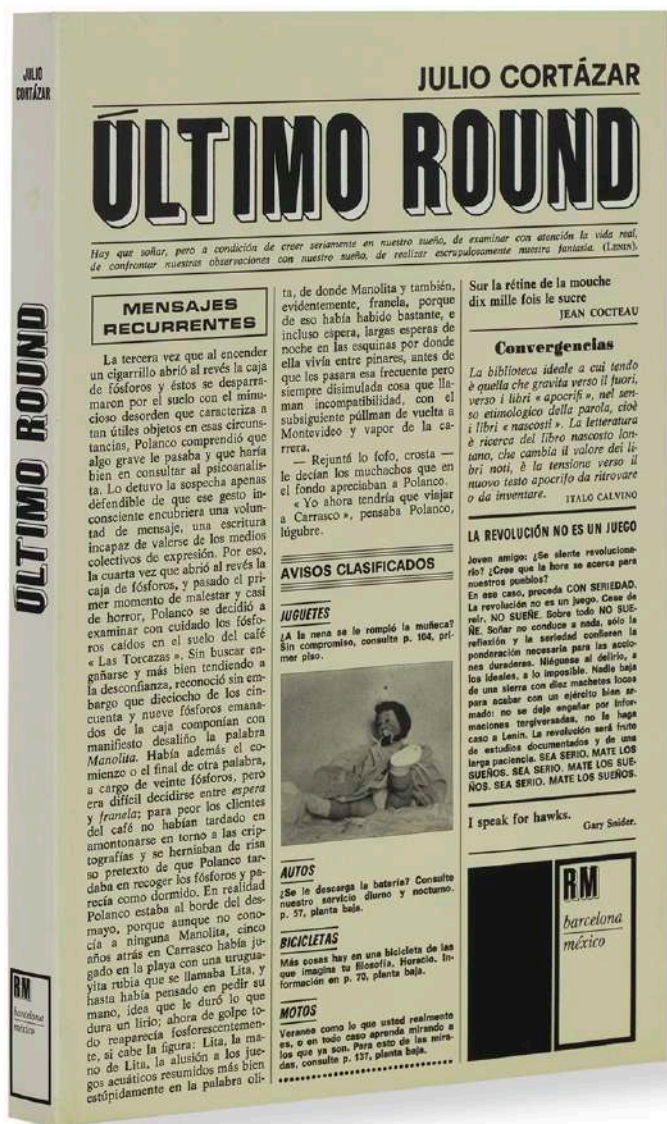 JULIO
CORTÁZAR
ÚLTIMO ROUND
RM
barcelona
méxico
JULIO CORTÁZAR
ÚLTIMO ROUND
Hay que soñar, pero a condición de creer seriamente en nuestro sueño, de examinar con atención la vida real,
de confrontar nuestras observaciones con nuestro sueño, de realizar escrupulosamente nuestra fantasía. (LENIN).
MENSAJES
RECURRENTES
La tercera vez que al encender
un cigarrillo abrió al revés la caja
de fósforos y éstos se desparra-
maron por el suelo con el minu-
cioso desorden que caracteriza a
tan útiles objetos en esas circuns-
tancias, Polanco comprendió que
algo grave le pasaba y que haría
bien en consultar al psicoanalis-
ta. Lo detuvo la sospecha apenas
defendible de que ese gesto in-
consciente encubriera una volun-
tad de mensaje, una escritura
incapaz de valerse de los medios
colectivos de expresión. Por eso,
la cuarta vez que abrió al revés la
caja de fósforos, y pasado el pri-
mer momento de malestar y casi
de horror, Polanco se decidió a
examinar con cuidado los fósfo-
ros caídos en el suelo del café
« Las Torcazas ». Sin buscar en-
gañarse y más bien tendiendo a
la desconfianza, reconoció sin em-
bargo que dieciocho de los cin-
cuenta y nueve fósforos emana-
dos de la caja componían con
manifiesto desaliño la palabra
Manolita. Había además el co-
mienzo o el final de otra palabra,
a cargo de veinte fósforos, pero
era difícil decidirse entre espera
y franela; para peor los clientes
del café no habían tardado en
amontonarse en torno a las crip-
tografías y se herniaban de risa
so pretexto de que Polanco tar-
daba en recoger los fósforos y pa-
recía como dormido. En realidad
Polanco estaba al borde del des-
mayo, porque aunque no cono-
cía a ninguna Manolita, cinco
años atrás en Carrasco había ju-
gado en la playa con una urugua-
yita rubia que se llamaba Lita, y
hasta había pensado en pedir su
mano, idea que le duró lo que
dura un lirio; ahora de golpe to-
do reaparecía fosforescentemen-
te, si cabe la figura: Lita, la ma-
no de Lita, la alusión a los jue-
gos acuáticos resumidos más bien
estúpidamente en la palabra oli-
ta, de donde Manolita y también,
evidentemente, franela, porque
de eso había habido bastante, e
incluso espera, largas esperas de
noche en las esquinas por donde
ella vivía entre pinares, antes de
que les pasara esa frecuente pero
siempre disimulada cosa que lla-
man incompatibilidad, con el
subsiguiente púllman de vuelta a
Montevideo y vapor de la ca-
rrera.
— Rejuntá lo fofo, crosta —
le decían los muchachos que en
el fondo apreciaban a Polanco.
« Yo ahora tendría que viajar
a Carrasco », pensaba Polanco,
lúgubre.
AVISOS CLASIFICADOS
JUGUETES
¿A la nena se le rompió la muñeca?
Sin compromiso, consulte p. 104, pri-
mer piso.
AUTOS
¿Se le descarga la batería? Consulte
nuestro servicio diurno y nocturno.
p. 57, planta baja.
BICICLETAS
Más cosas hay en una bicicleta de las
que imagina tu filosofía, Horacio. In-
formación en p. 70, planta baja.
MOTOS
Veranee como lo que usted realmente
es, o en todo caso aprenda mirando a
los que ya son. Para esto de las mira-
das, consulte p. 137, planta baja.
Sur la rétine de la mouche
dix mille fois le sucre
JEAN COCTEAU
Convergencias
La biblioteca ideale a cui tendo
è quella che gravita verso il fuori,
verso i libri « apocrifi », nel sen-
so etimologico della parola, cioè
i libri « nascosti ». La letteratura
è ricerca del libro nascosto lon-
tano, che cambia il valore dei li-
bri noti, è la tensione verso il
nuovo testo apocrifo da ritrovare
o da inventare.
ITALO CALVINO
LA REVOLUCIÓN NO ES UN JUEGO
Joven amigo: ¿Se siente revoluciona-
rio? ¿Cree que la hora se acerca para
nuestros pueblos?
En ese caso, proceda CON SERIEDAD.
La revolución no es un juego. Cese de
reír. NO SUEÑE. Sobre todo NO SUE-
ÑE. Soñar no conduce a nada, sólo la
reflexión y la seriedad confieren la
ponderación necesaria para las accio-
nes duraderas. Niéguese al delirio, a
los ideales, a lo imposible. Nadie baja
de una sierra con diez machetes locos
para acabar con un ejército bien ar-
mado: no se deje engañar por infor-
maciones tergiversadas, no le haga
caso a Lenin. La revolución será fruto
de estudios documentados y de una
larga paciencia. SEA SERIO. MATE LOS
SUEÑOS. SEA SERIO. MATE LOS SUE-
ÑOS. SEA SERIO. MATE LOS SUEÑOS.
I speak for hawks.
Gary Snider.
RM
barcelona
méxico